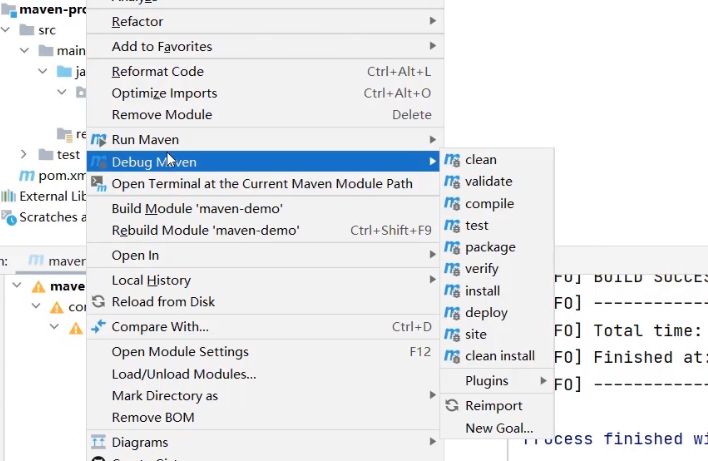 maven-pro
src
main
test
pom.xm
External Lib
Scratches a
Refactor
Add to Favorites
Reformat Code Ctrl+Alt+L
Optimize Imports Ctrl+Alt+O
Remove Module Delete
Run Maven
Debug Maven
Open Terminal at the Current Maven Module Path
Build Module 'maven-demo'
Rebuild Module 'maven-demo' Ctrl+Shift+F9
Open In
Local History
Reload from Disk
Compare With... Ctrl+D
Open Module Settings F12
Load/Unload Modules...
Mark Directory as
Remove BOM
Diagrams
clean
validate
compile
test
package
verify
install
deploy
site
clean install
Plugins
Reimport
New Goal...
n: maven
mave
con
FO] BUILD SUCCES
FO] ------------
FO] Total time:
FO] Finished at:
FO] ------------
Process finished wi